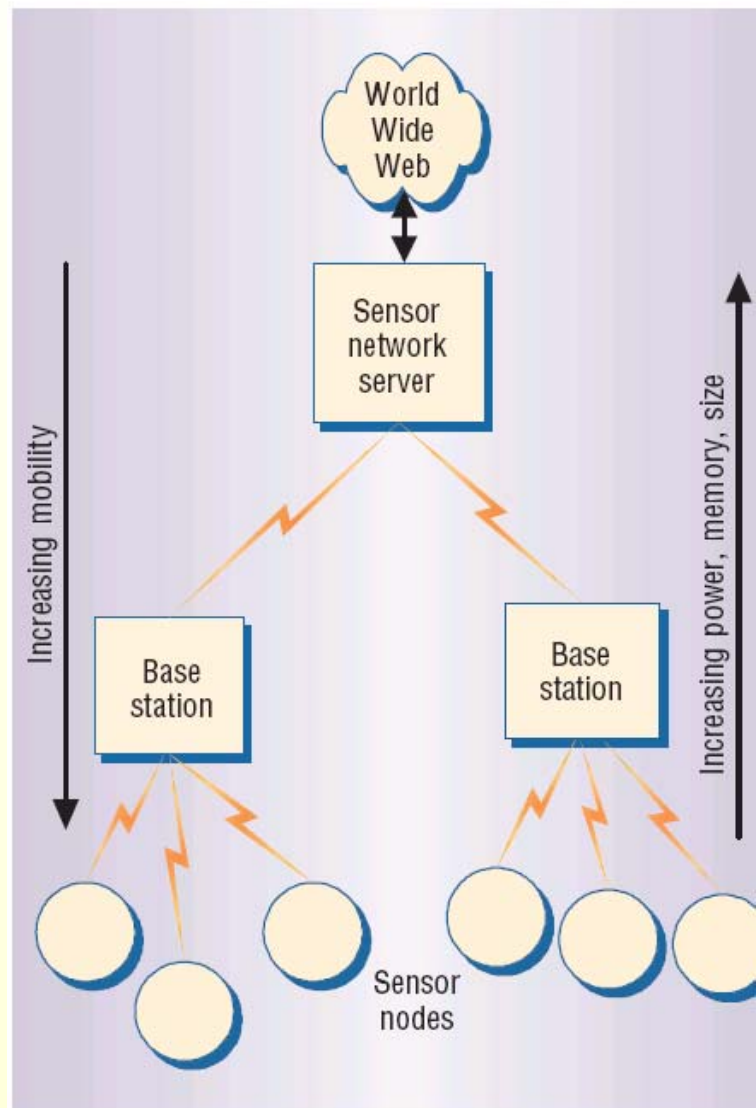 World
Wide
Web
Sensor
network
server
Increasing mobility
Increasing power, memory, size
Base
station
Base
station
Sensor
nodes